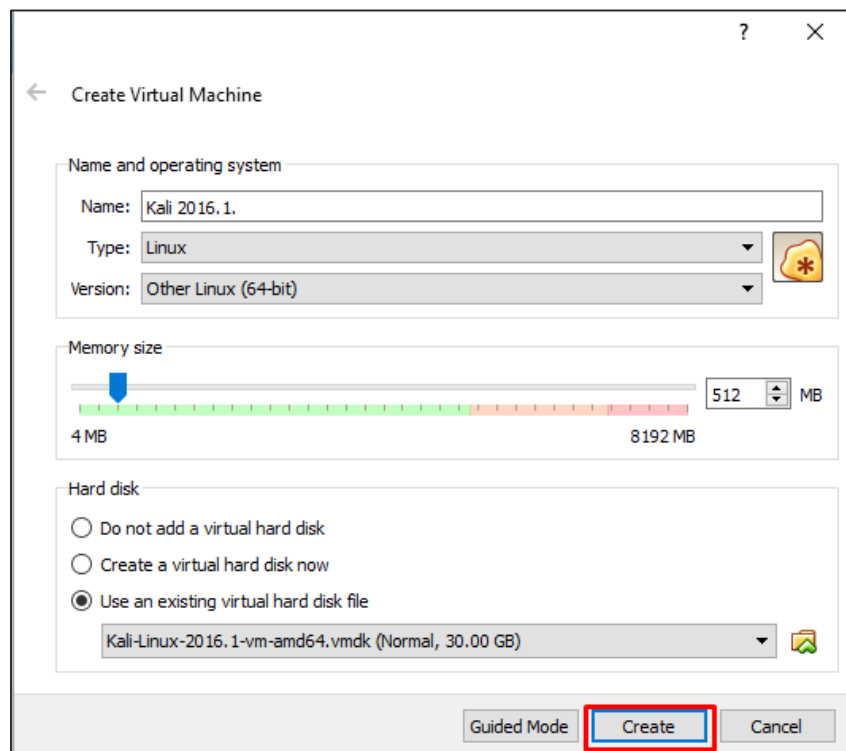 ?
Create Virtual Machine
Name and operating system
Name: Kali 2016.1.
Type: Linux
Version: Other Linux (64-bit)
Memory size
512 MB
4 MB 8192 MB
Hard disk
Do not add a virtual hard disk
Create a virtual hard disk now
Use an existing virtual hard disk file
Kali-Linux-2016.1-vm-amd64.vmdk (Normal, 30.00 GB)
Guided Mode Create Cancel